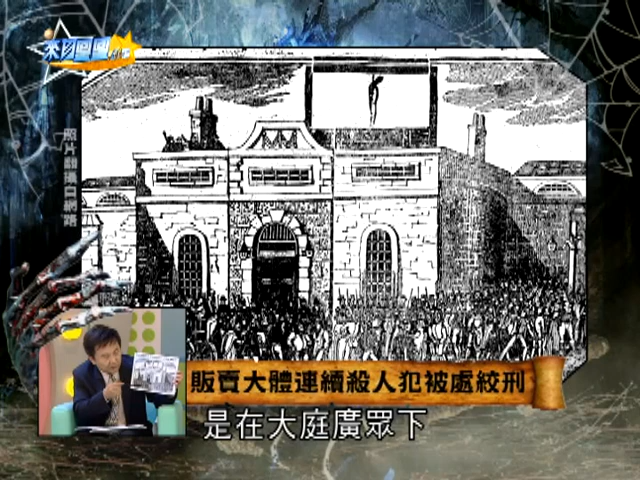 照片翻攝自網路
販賣大體連續殺人犯被處絞刑
是在大庭廣眾下